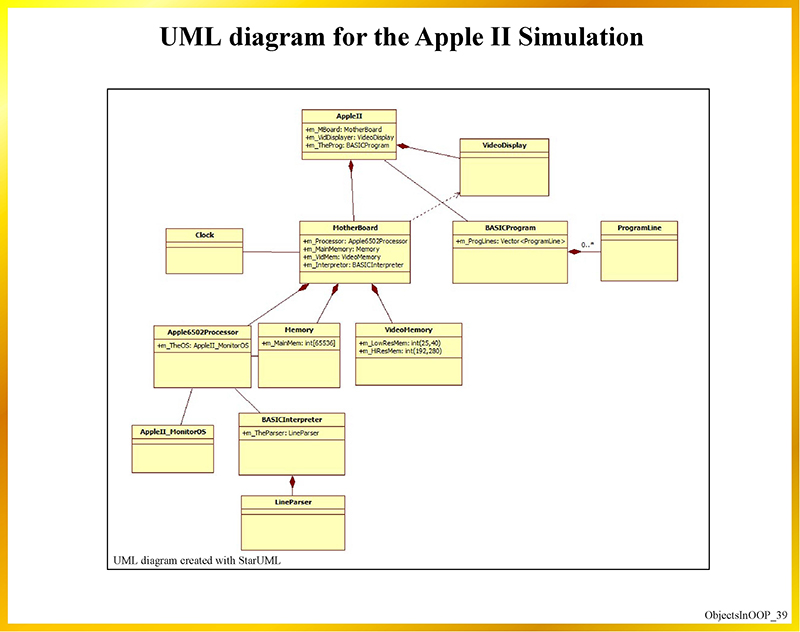 UML diagram for the Apple II Simulation
AppleII
+m_MBoard: MotherBoard
+m_VidDisplayer: VideoDisplay
+m_TheProg: BASICProgram
VideoDisplay
Clock
MotherBoard
+m_Processor: Apple6502Processor
+m_MainMemory: Memory
+m_VidMem: VideoMemory
+m_Interpretor: BASICInterpreter
BASICProgram
+m_ProgLines: Vector<ProgramLine>
0..*
ProgramLine
Apple6502Processor
+m_TheOS: AppleII_MonitorOS
Memory
+m_MainMem: int[65536]
VideoMemory
+m_LowResMem: int(25,40)
+m_HiResMem: int(192,280)
AppleII_MonitorOS
BASICInterpreter
+m_TheParser: LineParser
LineParser
UML diagram created with StarUML
ObjectsInOOP_39